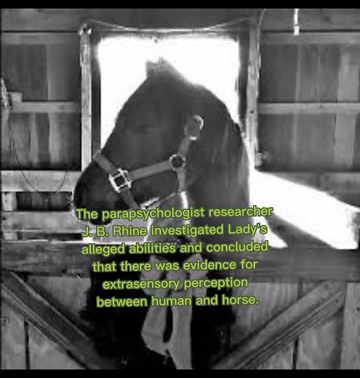 The parapsychologist researcher
J. B. Rhine investigated Lady's
alleged abilities and concluded
that there was evidence for
extrasensory perception
between human and horse.